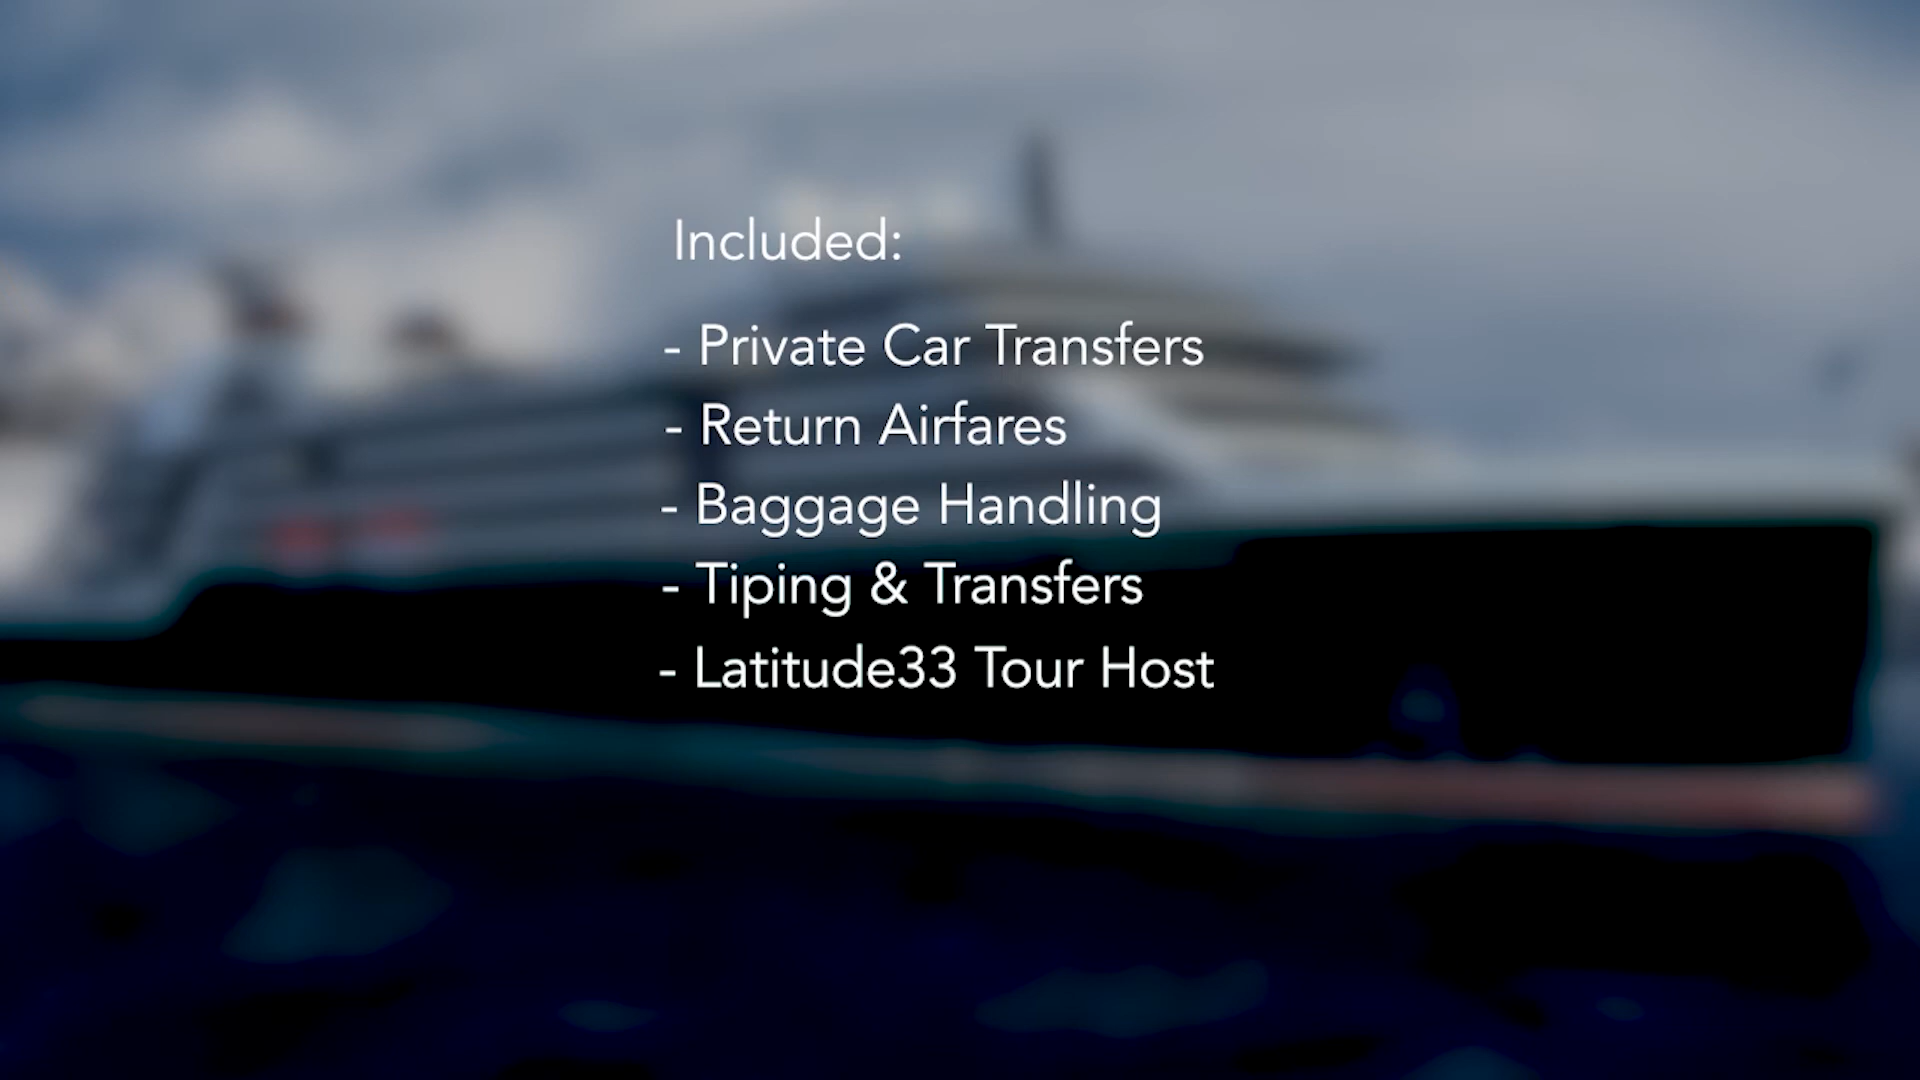 Included:
- Private Car Transfers
- Return Airfares
- Baggage Handling
- Tiping & Transfers
- Latitude33 Tour Host